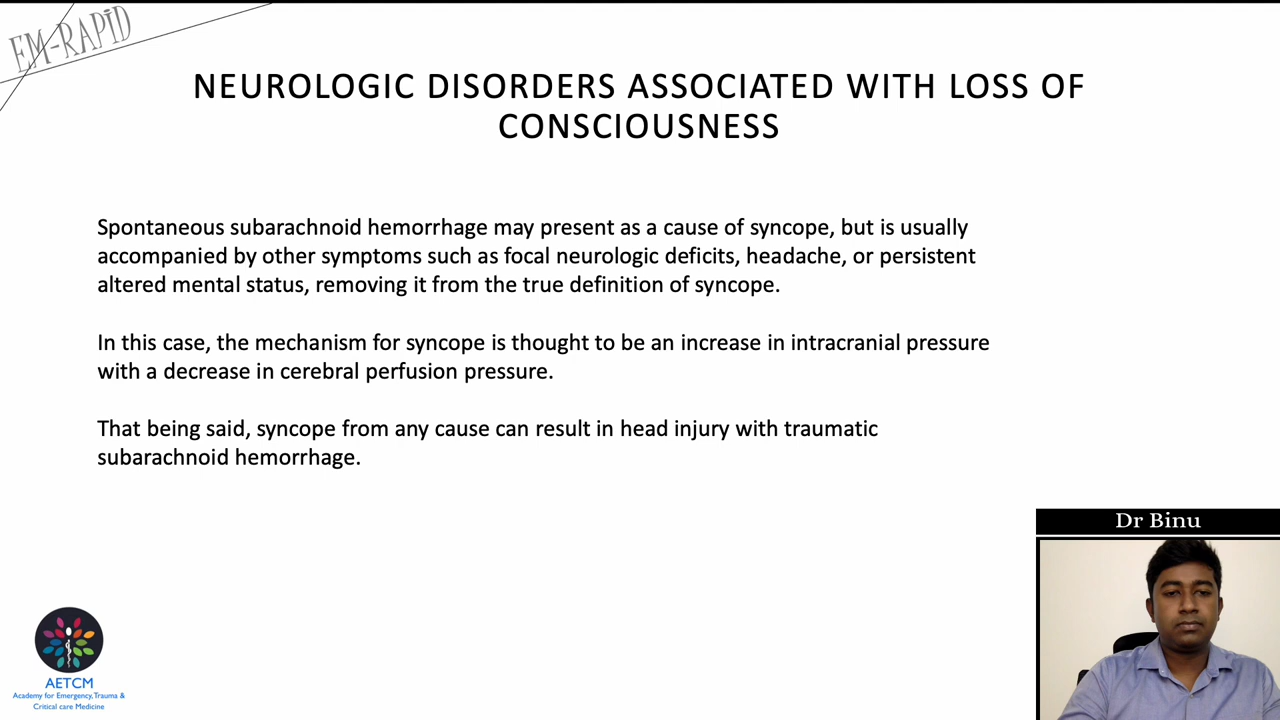 EM-RAPID
NEUROLOGIC DISORDERS ASSOCIATED WITH LOSS OF
CONSCIOUSNESS
Spontaneous subarachnoid hemorrhage may present as a cause of syncope, but is usually
accompanied by other symptoms such as focal neurologic deficits, headache, or persistent
altered mental status, removing it from the true definition of syncope.
In this case, the mechanism for syncope is thought to be an increase in intracranial pressure
with a decrease in cerebral perfusion pressure.
That being said, syncope from any cause can result in head injury with traumatic
subarachnoid hemorrhage.
Dr Binu
AETCM
Academy for Emergency, Trauma &
Critical care Medicine